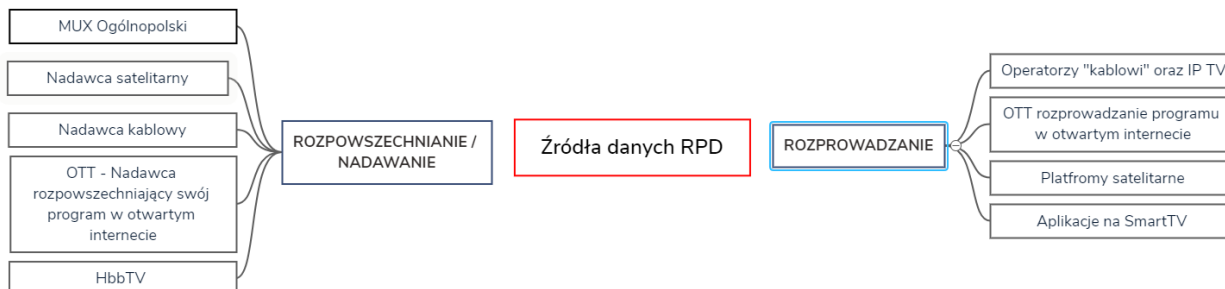 MUX Ogólnopolski
Nadawca satelitarny
Nadawca kablowy
OTT - Nadawca
rozpowszechniający swój
program w otwartym
internecie
HbbTV
ROZPOWSZECHNIANIE /
NADAWANIE
Źródła danych RPD
ROZPROWADZANIE
Operatorzy "kablowi" oraz IP TV
OTT rozprowadzanie programu
w otwartym internecie
Platfromy satelitarne
Aplikacje na SmartTV